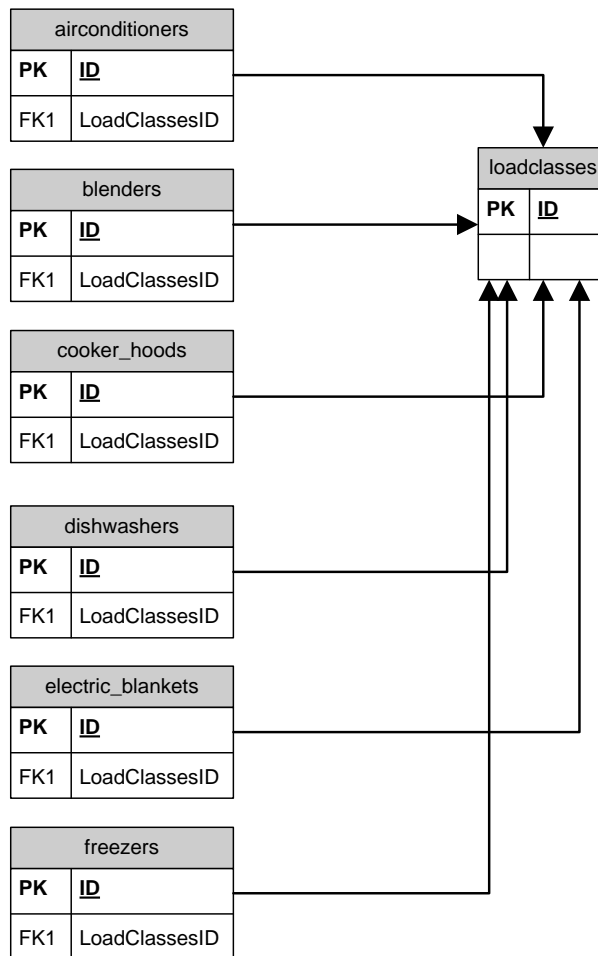 airconditioners
PK ID
FK1 LoadClassesID
loadclasses
PK ID
blenders
PK ID
FK1 LoadClassesID
cooker_hoods
PK ID
FK1 LoadClassesID
dishwashers
PK ID
FK1 LoadClassesID
electric_blankets
PK ID
FK1 LoadClassesID
freezers
PK ID
FK1 LoadClassesID